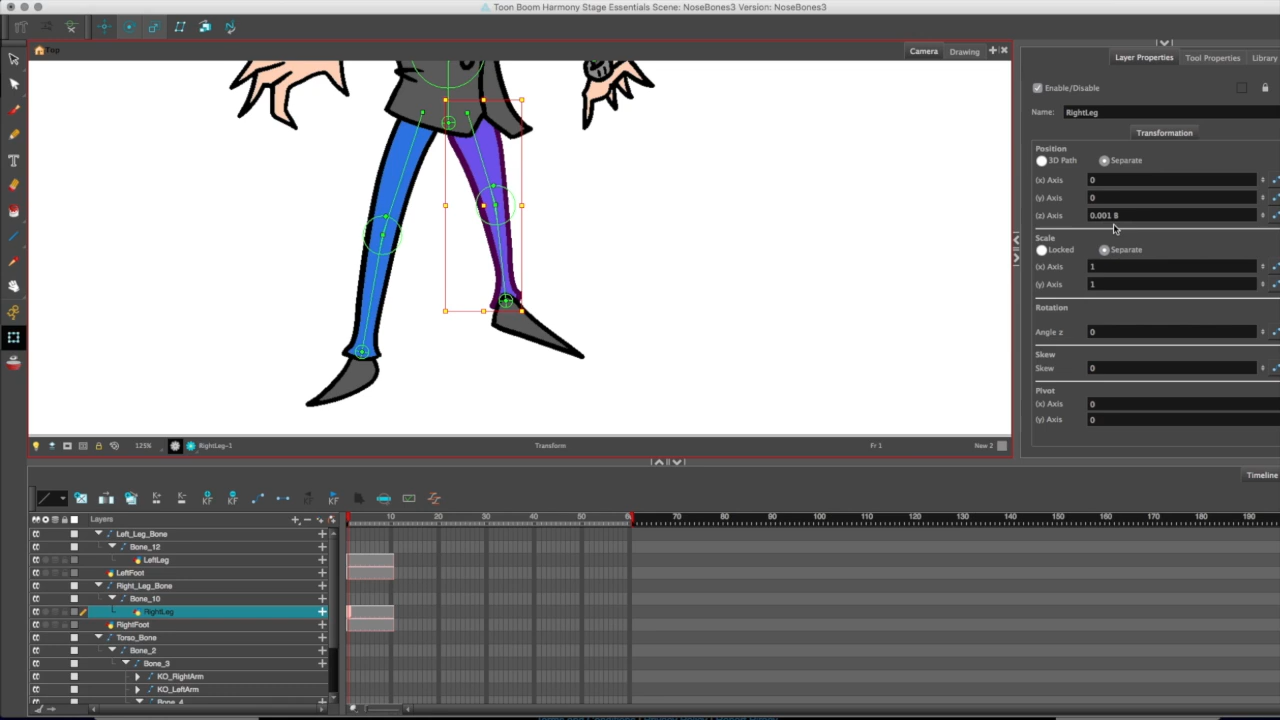 Toon Boom Harmony Stage Essentials Scene: NoseBones3 Version: NoseBones3
Top
Camera
Drawing
Layer Properties
Tool Properties
Library
Enable/Disable
Name: RightLeg
Transformation
Position
3D Path
Separate
(x) Axis 0
(y) Axis 0
(z) Axis 0.001 B
Scale
Locked
Separate
(x) Axis 1
(y) Axis 1
Rotation
Angle z 0
Skew
Skew 0
Pivot
(x) Axis 0
(y) Axis 0
125%
RightLeg-1
Transform
Fr 1
New 2
Timeline
Layers
10 20 30 40 50 60 70 80 90 100 110 120 130 140 150 160 170 180 190
Left_Leg_Bone
Bone_12
LeftLeg
LeftFoot
Right_Leg_Bone
Bone_10
RightLeg
RightFoot
Torso_Bone
Bone_2
Bone_3
KO_RightArm
KO_LeftArm
Bone_4